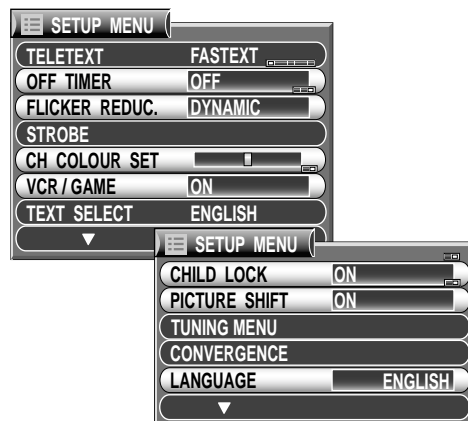 SETUP MENU
TELETEXT FASTEXT
OFF TIMER OFF
FLICKER REDUC. DYNAMIC
STROBE
CH COLOUR SET
VCR / GAME ON
TEXT SELECT ENGLISH
SETUP MENU
CHILD LOCK ON
PICTURE SHIFT ON
TUNING MENU
CONVERGENCE
LANGUAGE ENGLISH